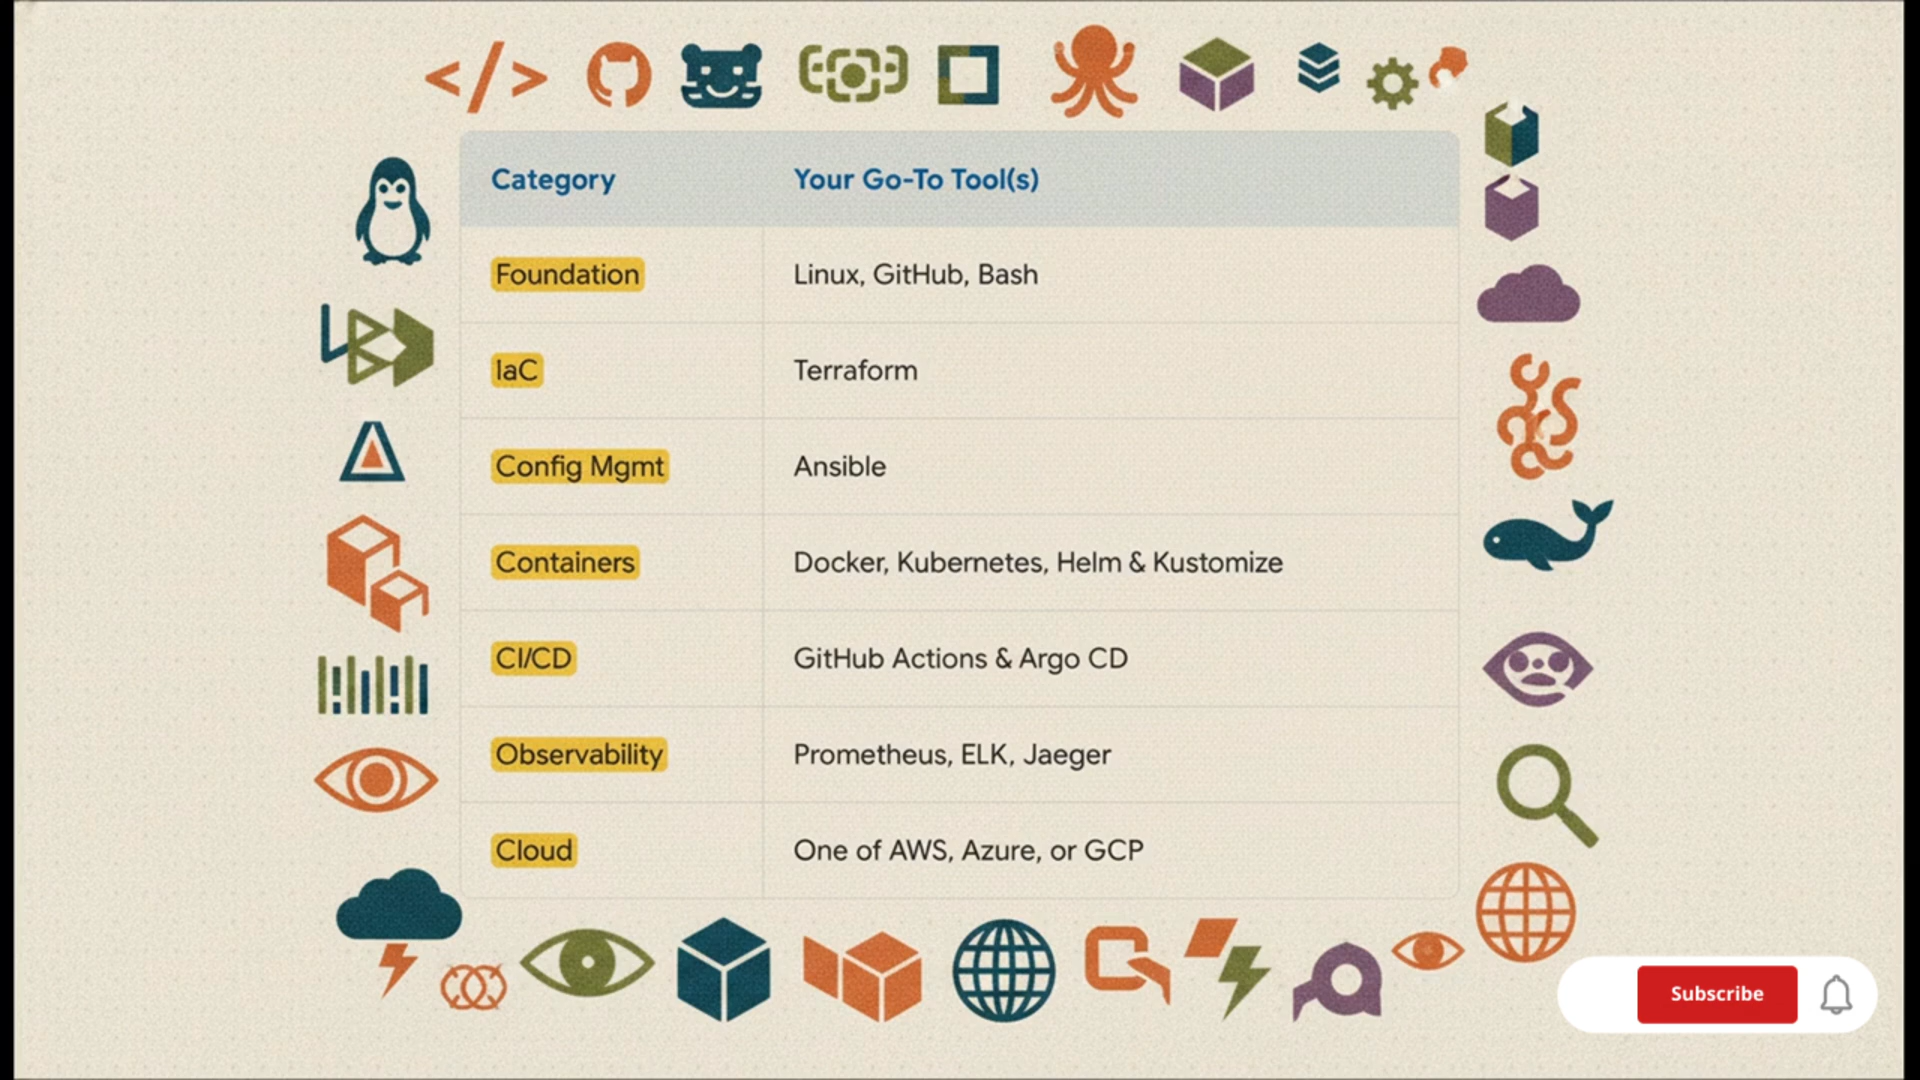 Category Your Go-To Tool(s)
Foundation Linux, GitHub, Bash
IaC Terraform
Config Mgmt Ansible
Containers Docker, Kubernetes, Helm & Kustomize
CI/CD GitHub Actions & Argo CD
Observability Prometheus, ELK, Jaeger
Cloud One of AWS, Azure, or GCP
Subscribe